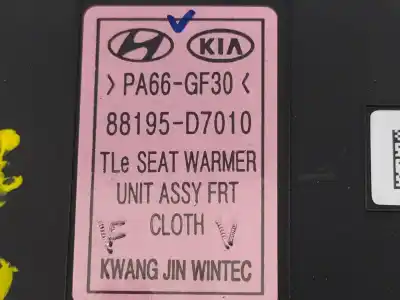 KIA
>PA66-GF30<
88195-D7010
TLe SEAT WARMER
UNIT ASSY FRT
CLOTH
KWANG JIN WINTEC